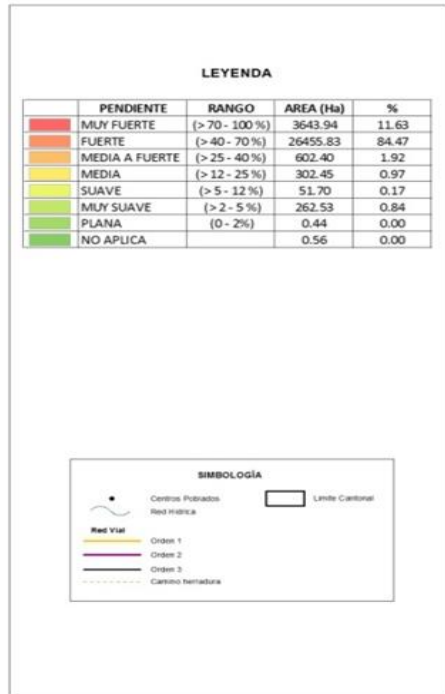 LEYENDA
PENDIENTE RANGO AREA (Ha) %
MUY FUERTE (> 70 - 100 %) 3643.94 11.63
FUERTE (> 40 - 70 %) 26455.83 84.47
MEDIA A FUERTE (> 25 - 40%) 602.40 1.92
MEDIA (> 12 - 25%) 302.45 0.97
SUAVE (> 5 - 12% ) 51.70 0.17
MUY SUAVE (> 2 - 5 %) 262.53 0.84
PLANA (0 - 2%) 0.44 0.00
NO APLICA 0.56 0.00
SIMBOLOGÍA
Centros Poblados Limite Cantonal
Red Hidrica
Red Vial
Orden 1
Orden 2
Orden 3
Camino herradura